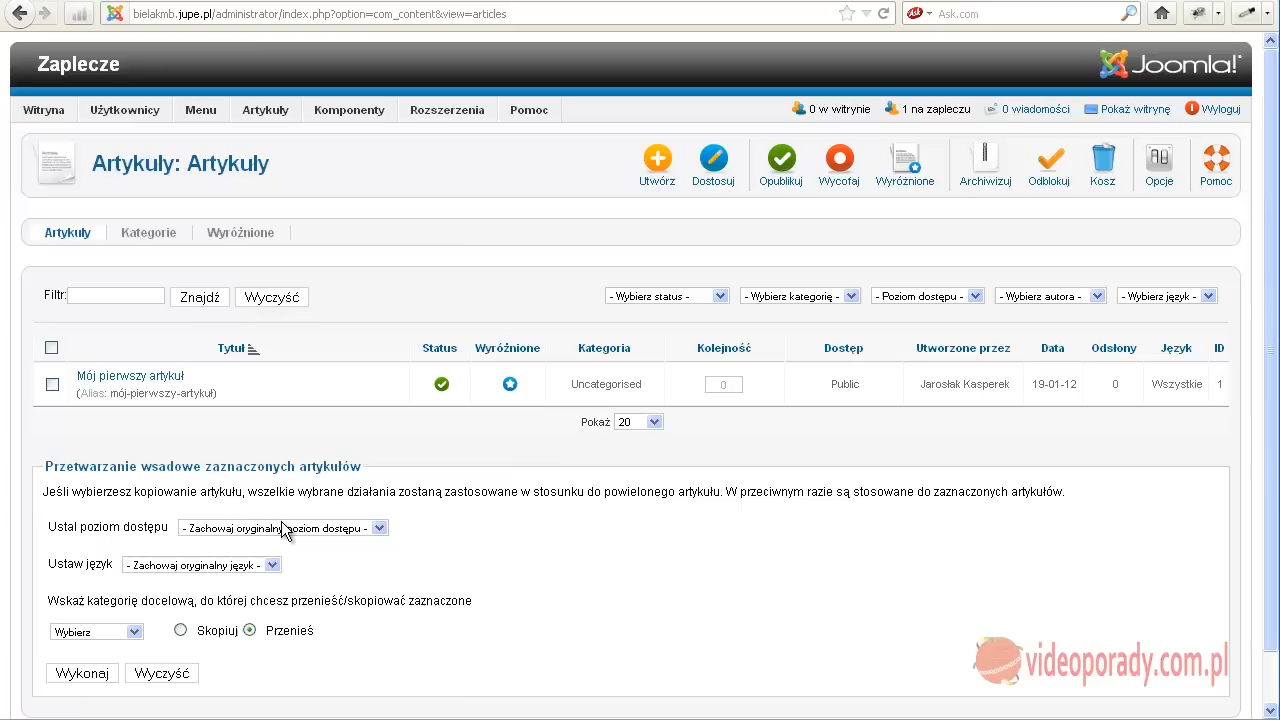 bielakmb.jupe.pl/administrator/index.php?option=com_content&view=articles
Ask.com
Zaplecze
Joomla!
Witryna Użytkownicy Menu Artykuły Komponenty Rozszerzenia Pomoc
0 w witrynie 1 na zapleczu 0 wiadomości Pokaż witrynę Wyloguj
Artykuły: Artykuły
Utwórz Dostosuj Opublikuj Wycofaj Wyróżnione Archiwizuj Odblokuj Kosz Opcje Pomoc
Artykuły Kategorie Wyróżnione
Filtr: Znajdź Wyczyść - Wybierz status - - Wybierz kategorię - - Poziom dostępu - - Wybierz autora - - Wybierz język -
Tytuł Status Wyróżnione Kategoria Kolejność Dostęp Utworzone przez Data Odsłony Język ID
Mój pierwszy artykuł
(Alias: mój-pierwszy-artykuł)
Uncategorised 0 Public Jarosłak Kasperek 19-01-12 0 Wszystkie 1
Pokaż 20
Przetwarzanie wsadowe zaznaczonych artykułów
Jeśli wybierzesz kopiowanie artykułu, wszelkie wybrane działania zostaną zastosowane w stosunku do powielonego artykułu. W przeciwnym razie są stosowane do zaznaczonych artykułów.
Ustal poziom dostępu - Zachowaj oryginalny poziom dostępu -
Ustaw język - Zachowaj oryginalny język -
Wskaż kategorię docelową, do której chcesz przenieść/skopiować zaznaczone
Wybierz Skopiuj Przenieś
Wykonaj Wyczyść
videoporady.com.pl